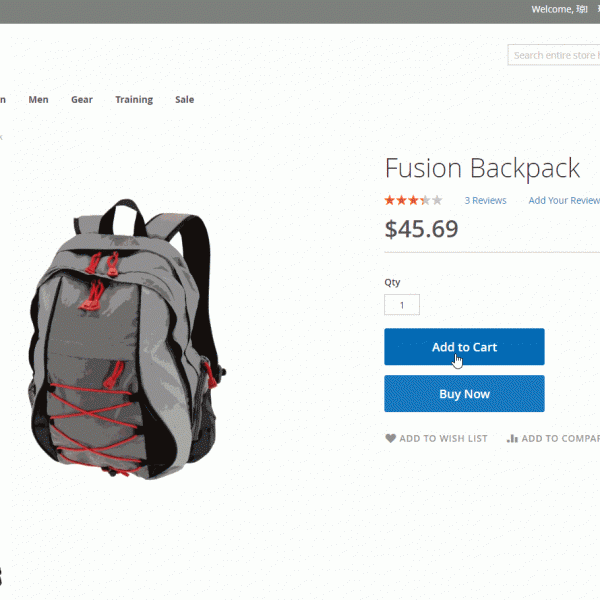 Welcome, 琼!
Search entire store h
n Men Gear Training Sale
Fusion Backpack
3 Reviews Add Your Review
$45.69
Qty
1
Add to Cart
Buy Now
ADD TO WISH LIST ADD TO COMPAR